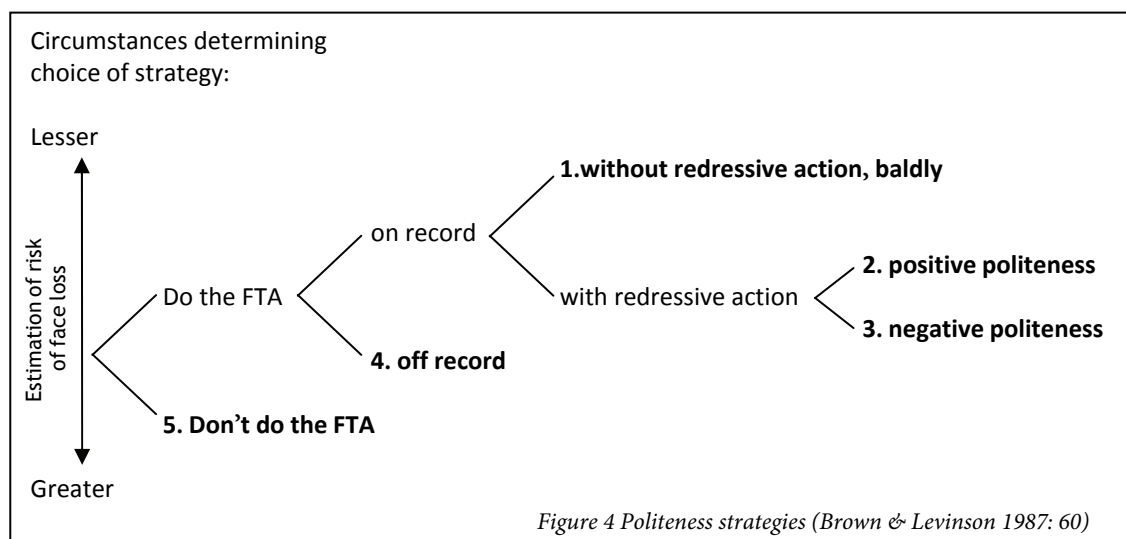 Circumstances determining
choice of strategy:
Lesser
1.without redressive action, baldly
on record
2. positive politeness
Do the FTA
with redressive action
3. negative politeness
4. off record
Estimation of risk
of face loss
5. Don’t do the FTA
Greater
Figure 4 Politeness strategies (Brown & Levinson 1987: 60)